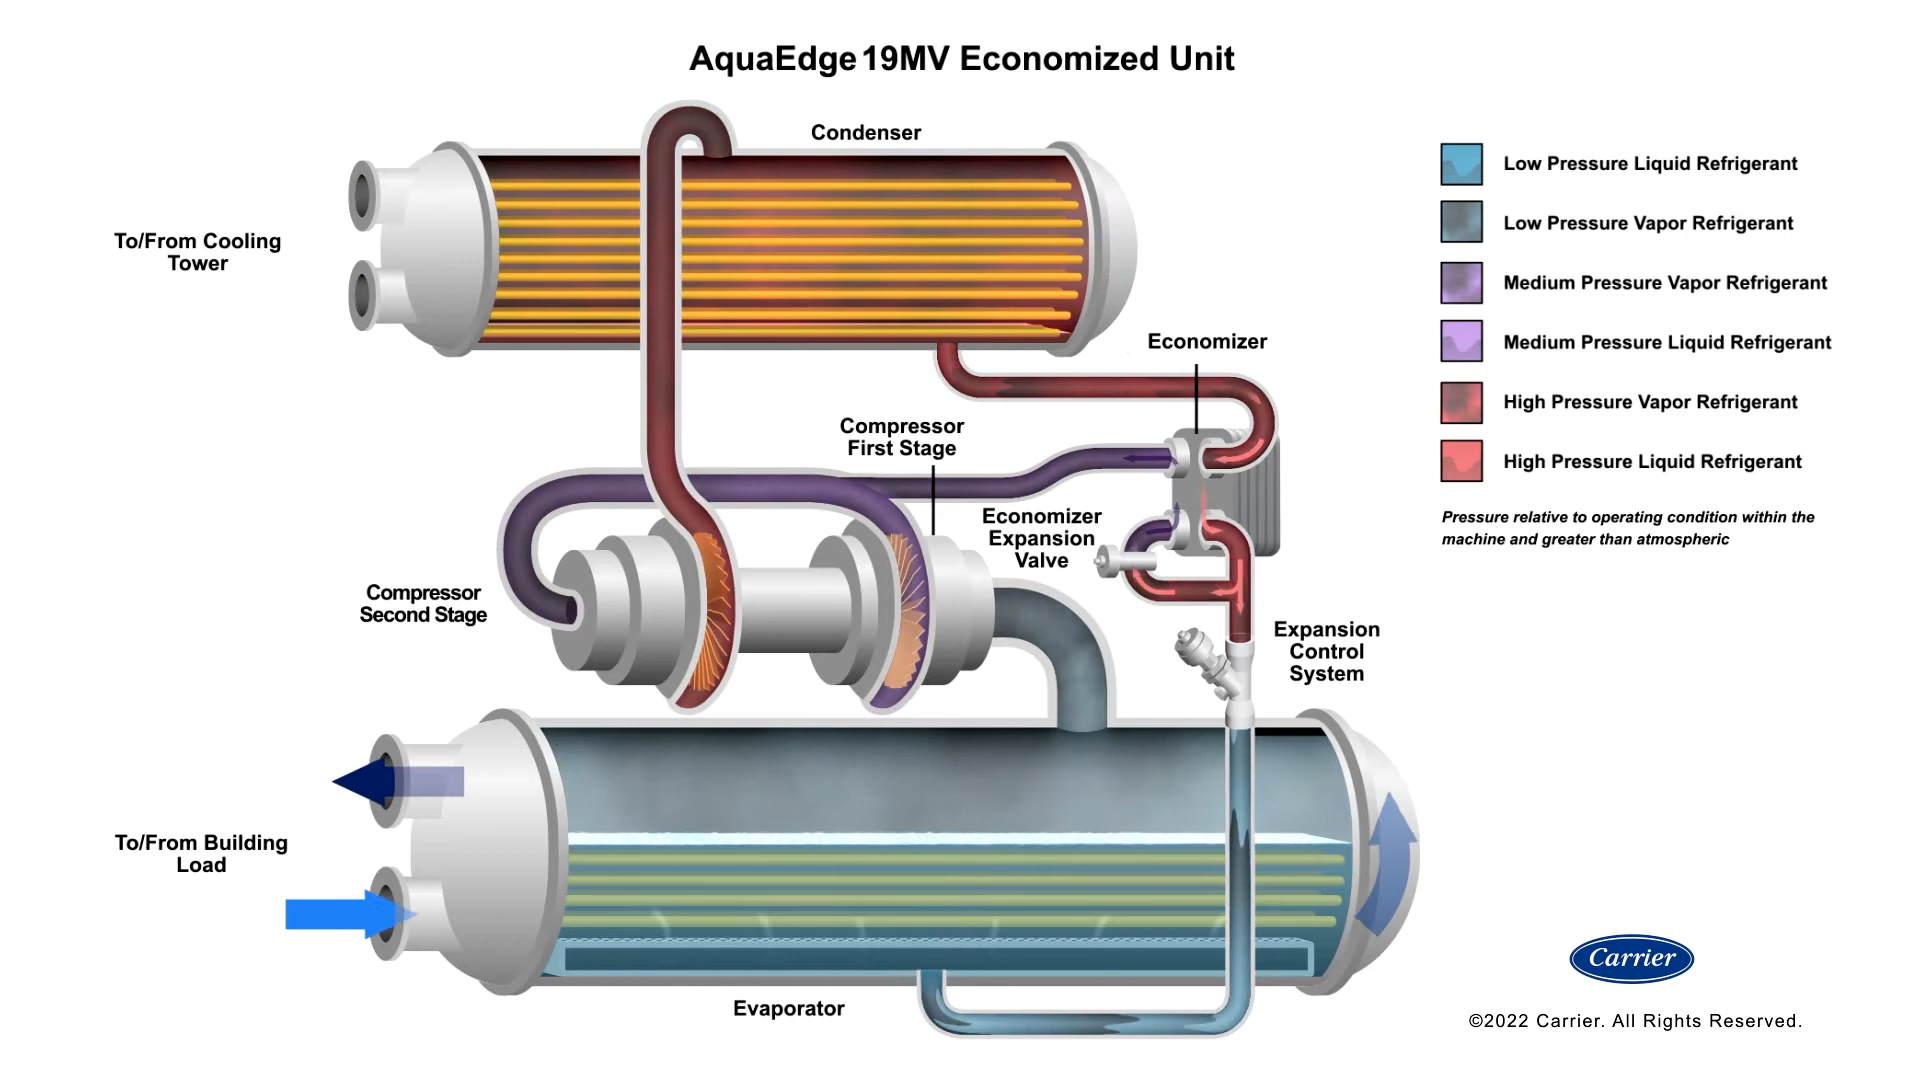 AquaEdge 19MV Economized Unit
Condenser
Low Pressure Liquid Refrigerant
Low Pressure Vapor Refrigerant
Medium Pressure Vapor Refrigerant
Medium Pressure Liquid Refrigerant
High Pressure Vapor Refrigerant
High Pressure Liquid Refrigerant
Pressure relative to operating condition within the
machine and greater than atmospheric
To/From Cooling
Tower
Economizer
Compressor
First Stage
Economizer
Expansion
Valve
Compressor
Second Stage
Expansion
Control
System
To/From Building
Load
Evaporator
Carrier
©2022 Carrier. All Rights Reserved.